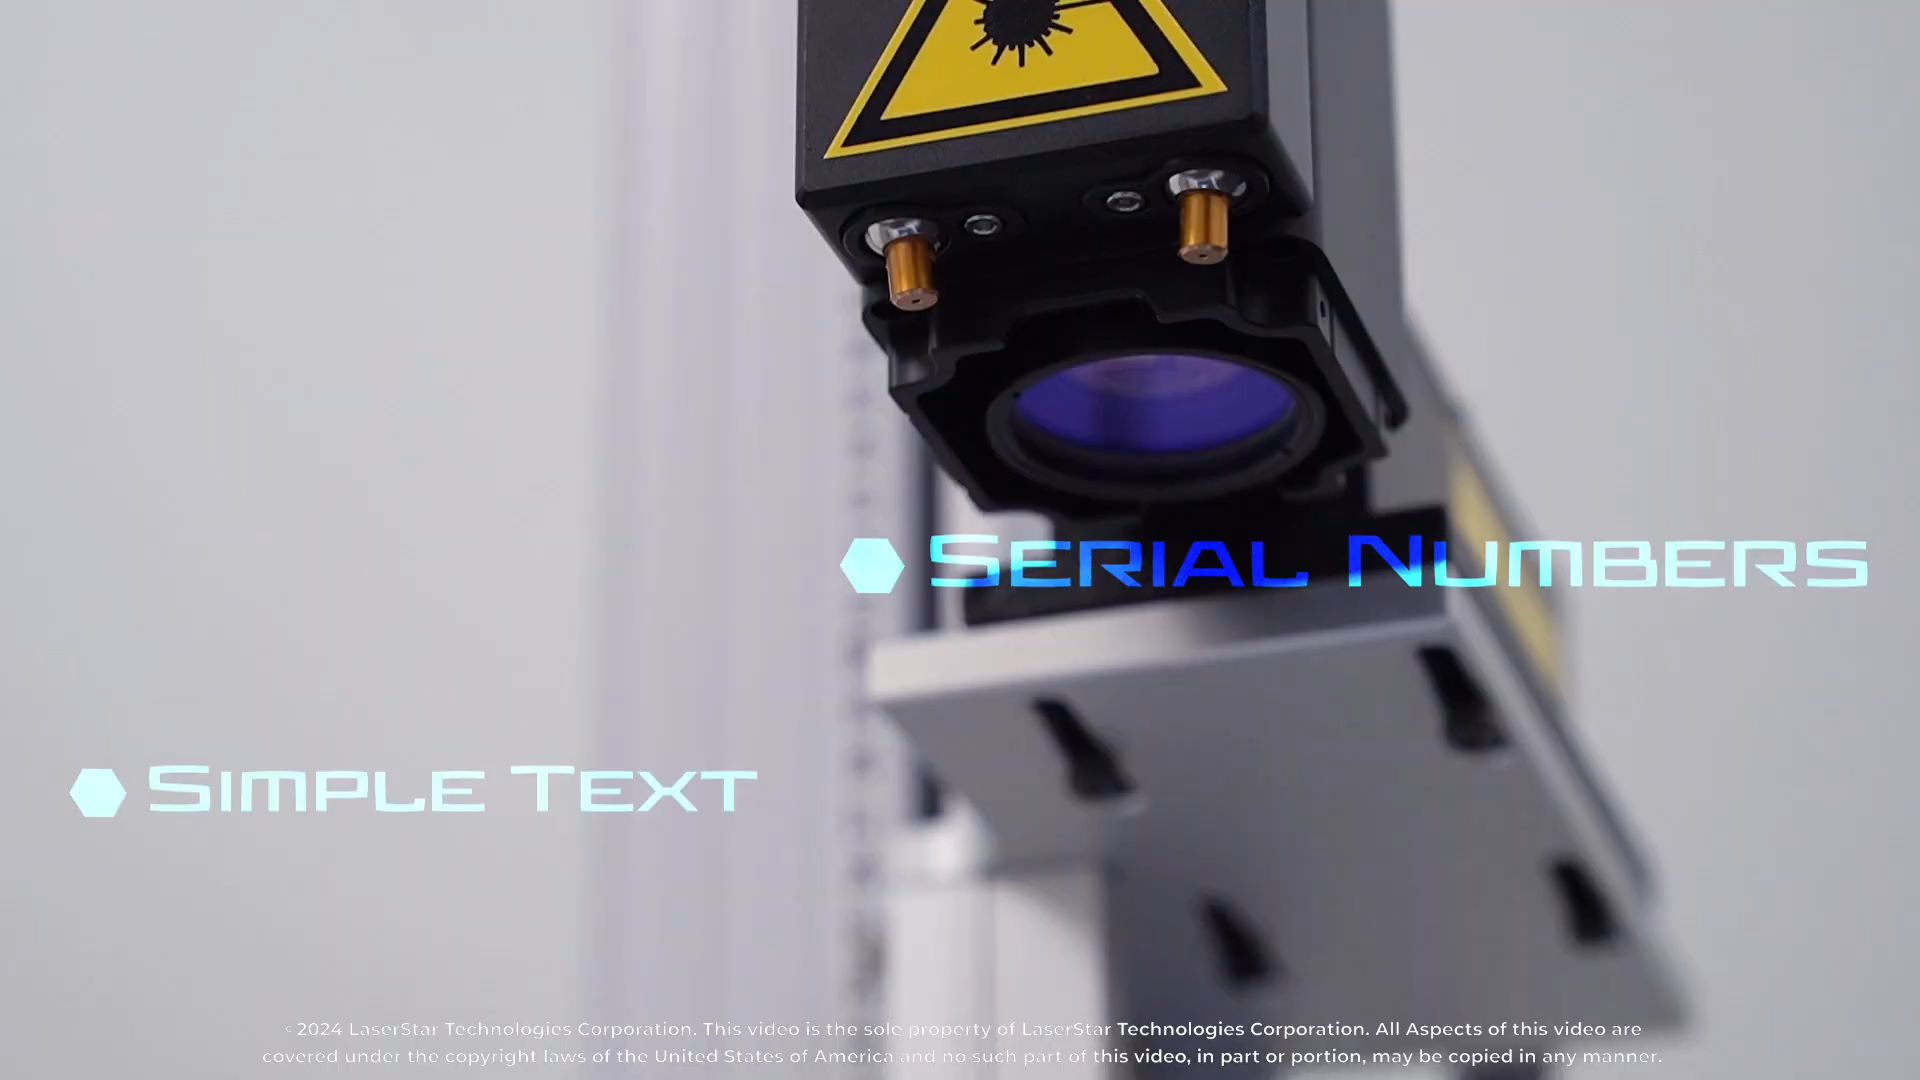 Serial Numbers
Simple Text
©2024 LaserStar Technologies Corporation. This video is the sole property of LaserStar Technologies Corporation. All Aspects of this video are
covered under the copyright laws of the United States of America and no such part of this video, in part or portion, may be copied in any manner.